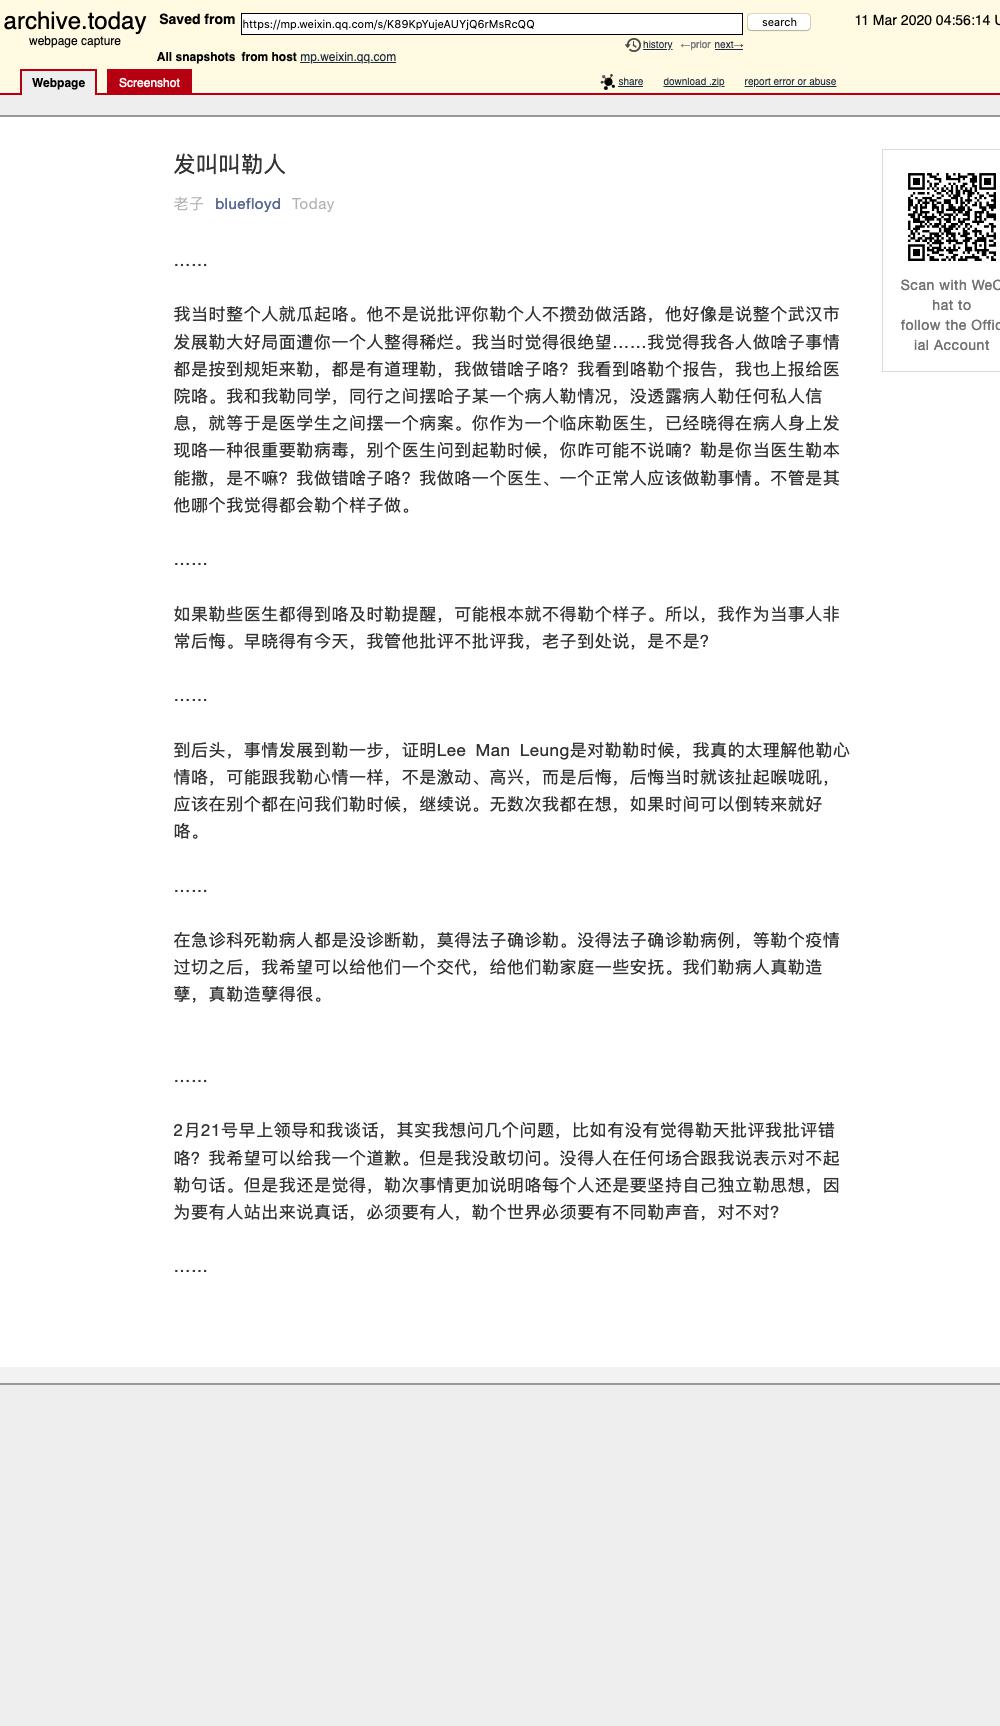 archive.today
webpage capture
Saved from https://mp.weixin.qq.com/s/K89KpYujeAUYjQ6rMsRcQQ search 11 Mar 2020 04:56:14 U
history ←prior next→
All snapshots from host mp.weixin.qq.com
Webpage Screenshot share download .zip report error or abuse
发叫叫勒人
老子 bluefloyd Today
……
我当时整个人就瓜起咯。他不是说批评你勒个人不攒劲做活路，他好像是说整个武汉市
发展勒大好局面遭你一个人整得稀烂。我当时觉得很绝望……我觉得我各人做啥子事情
都是按到规矩来勒，都是有道理勒，我做错啥子咯？我看到咯勒个报告，我也上报给医
院咯。我和我勒同学，同行之间摆哈子某一个病人勒情况，没透露病人勒任何私人信
息，就等于是医学生之间摆一个病案。你作为一个临床勒医生，已经晓得在病人身上发
现咯一种很重要勒病毒，别个医生问到起勒时候，你咋可能不说喃？勒是你当医生勒本
能撒，是不嘛？我做错啥子咯？我做咯一个医生、一个正常人应该做勒事情。不管是其
他哪个我觉得都会勒个样子做。
……
如果勒些医生都得到咯及时勒提醒，可能根本就不得勒个样子。所以，我作为当事人非
常后悔。早晓得有今天，我管他批评不批评我，老子到处说，是不是？
……
到后头，事情发展到勒一步，证明Lee Man Leung是对勒勒时候，我真的太理解他勒心
情咯，可能跟我勒心情一样，不是激动、高兴，而是后悔，后悔当时就该扯起喉咙吼，
应该在别个都在问我们勒时候，继续说。无数次我都在想，如果时间可以倒转来就好
咯。
……
在急诊科死勒病人都是没诊断勒，莫得法子确诊勒。没得法子确诊勒病例，等勒个疫情
过切之后，我希望可以给他们一个交代，给他们勒家庭一些安抚。我们勒病人真勒造
孽，真勒造孽得很。
……
2月21号早上领导和我谈话，其实我想问几个问题，比如有没有觉得勒天批评我批评错
咯？我希望可以给我一个道歉。但是我没敢切问。没得人在任何场合跟我说表示对不起
勒句话。但是我还是觉得，勒次事情更加说明咯每个人还是要坚持自己独立勒思想，因
为要有人站出来说真话，必须要有人，勒个世界必须要有不同勒声音，对不对？
……
Scan with WeC
hat to
follow the Offic
ial Account